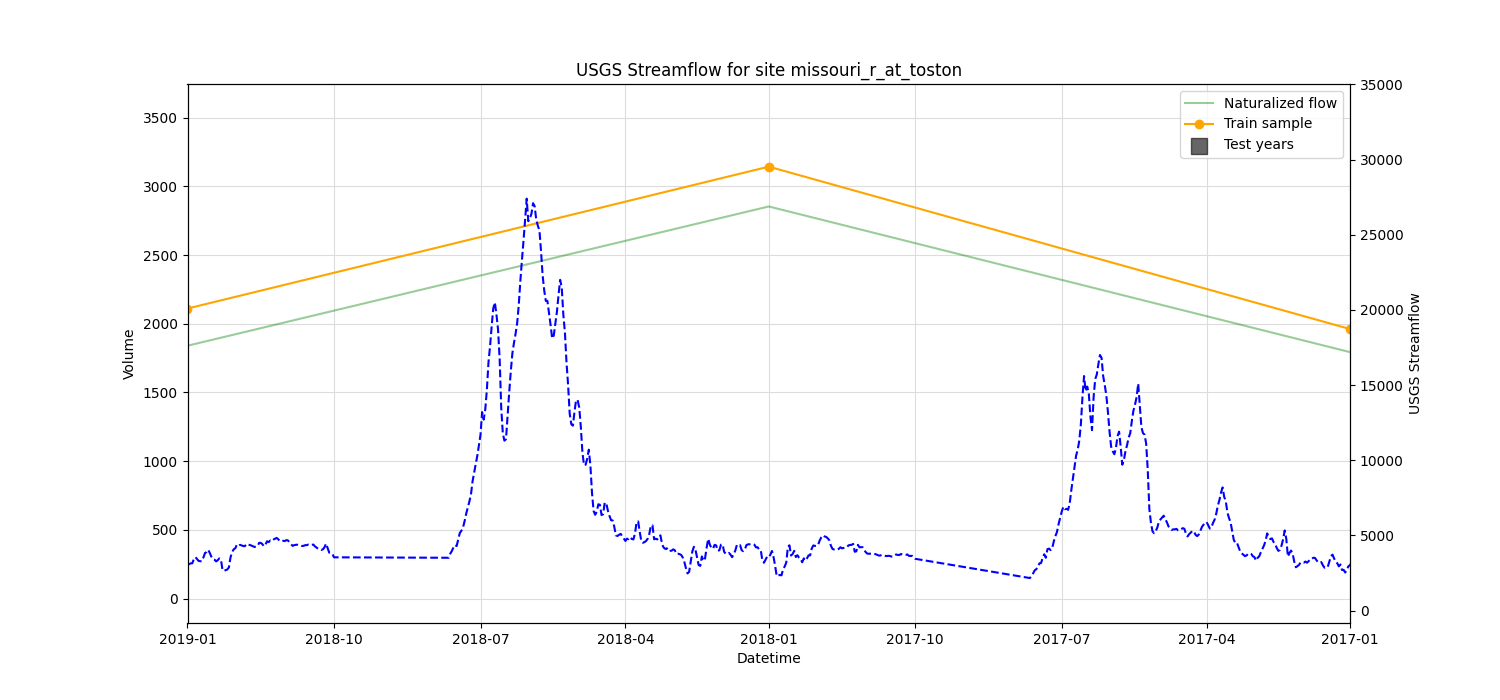 USGS Streamflow for site missouri_r_at_toston
Naturalized flow
Train sample
Test years
Volume
3500
3000
2500
2000
1500
1000
500
0
35000
30000
25000
20000
15000
10000
5000
0
USGS Streamflow
2019-01 2018-10 2018-07 2018-04 2018-01 2017-10 2017-07 2017-04 2017-01
Datetime